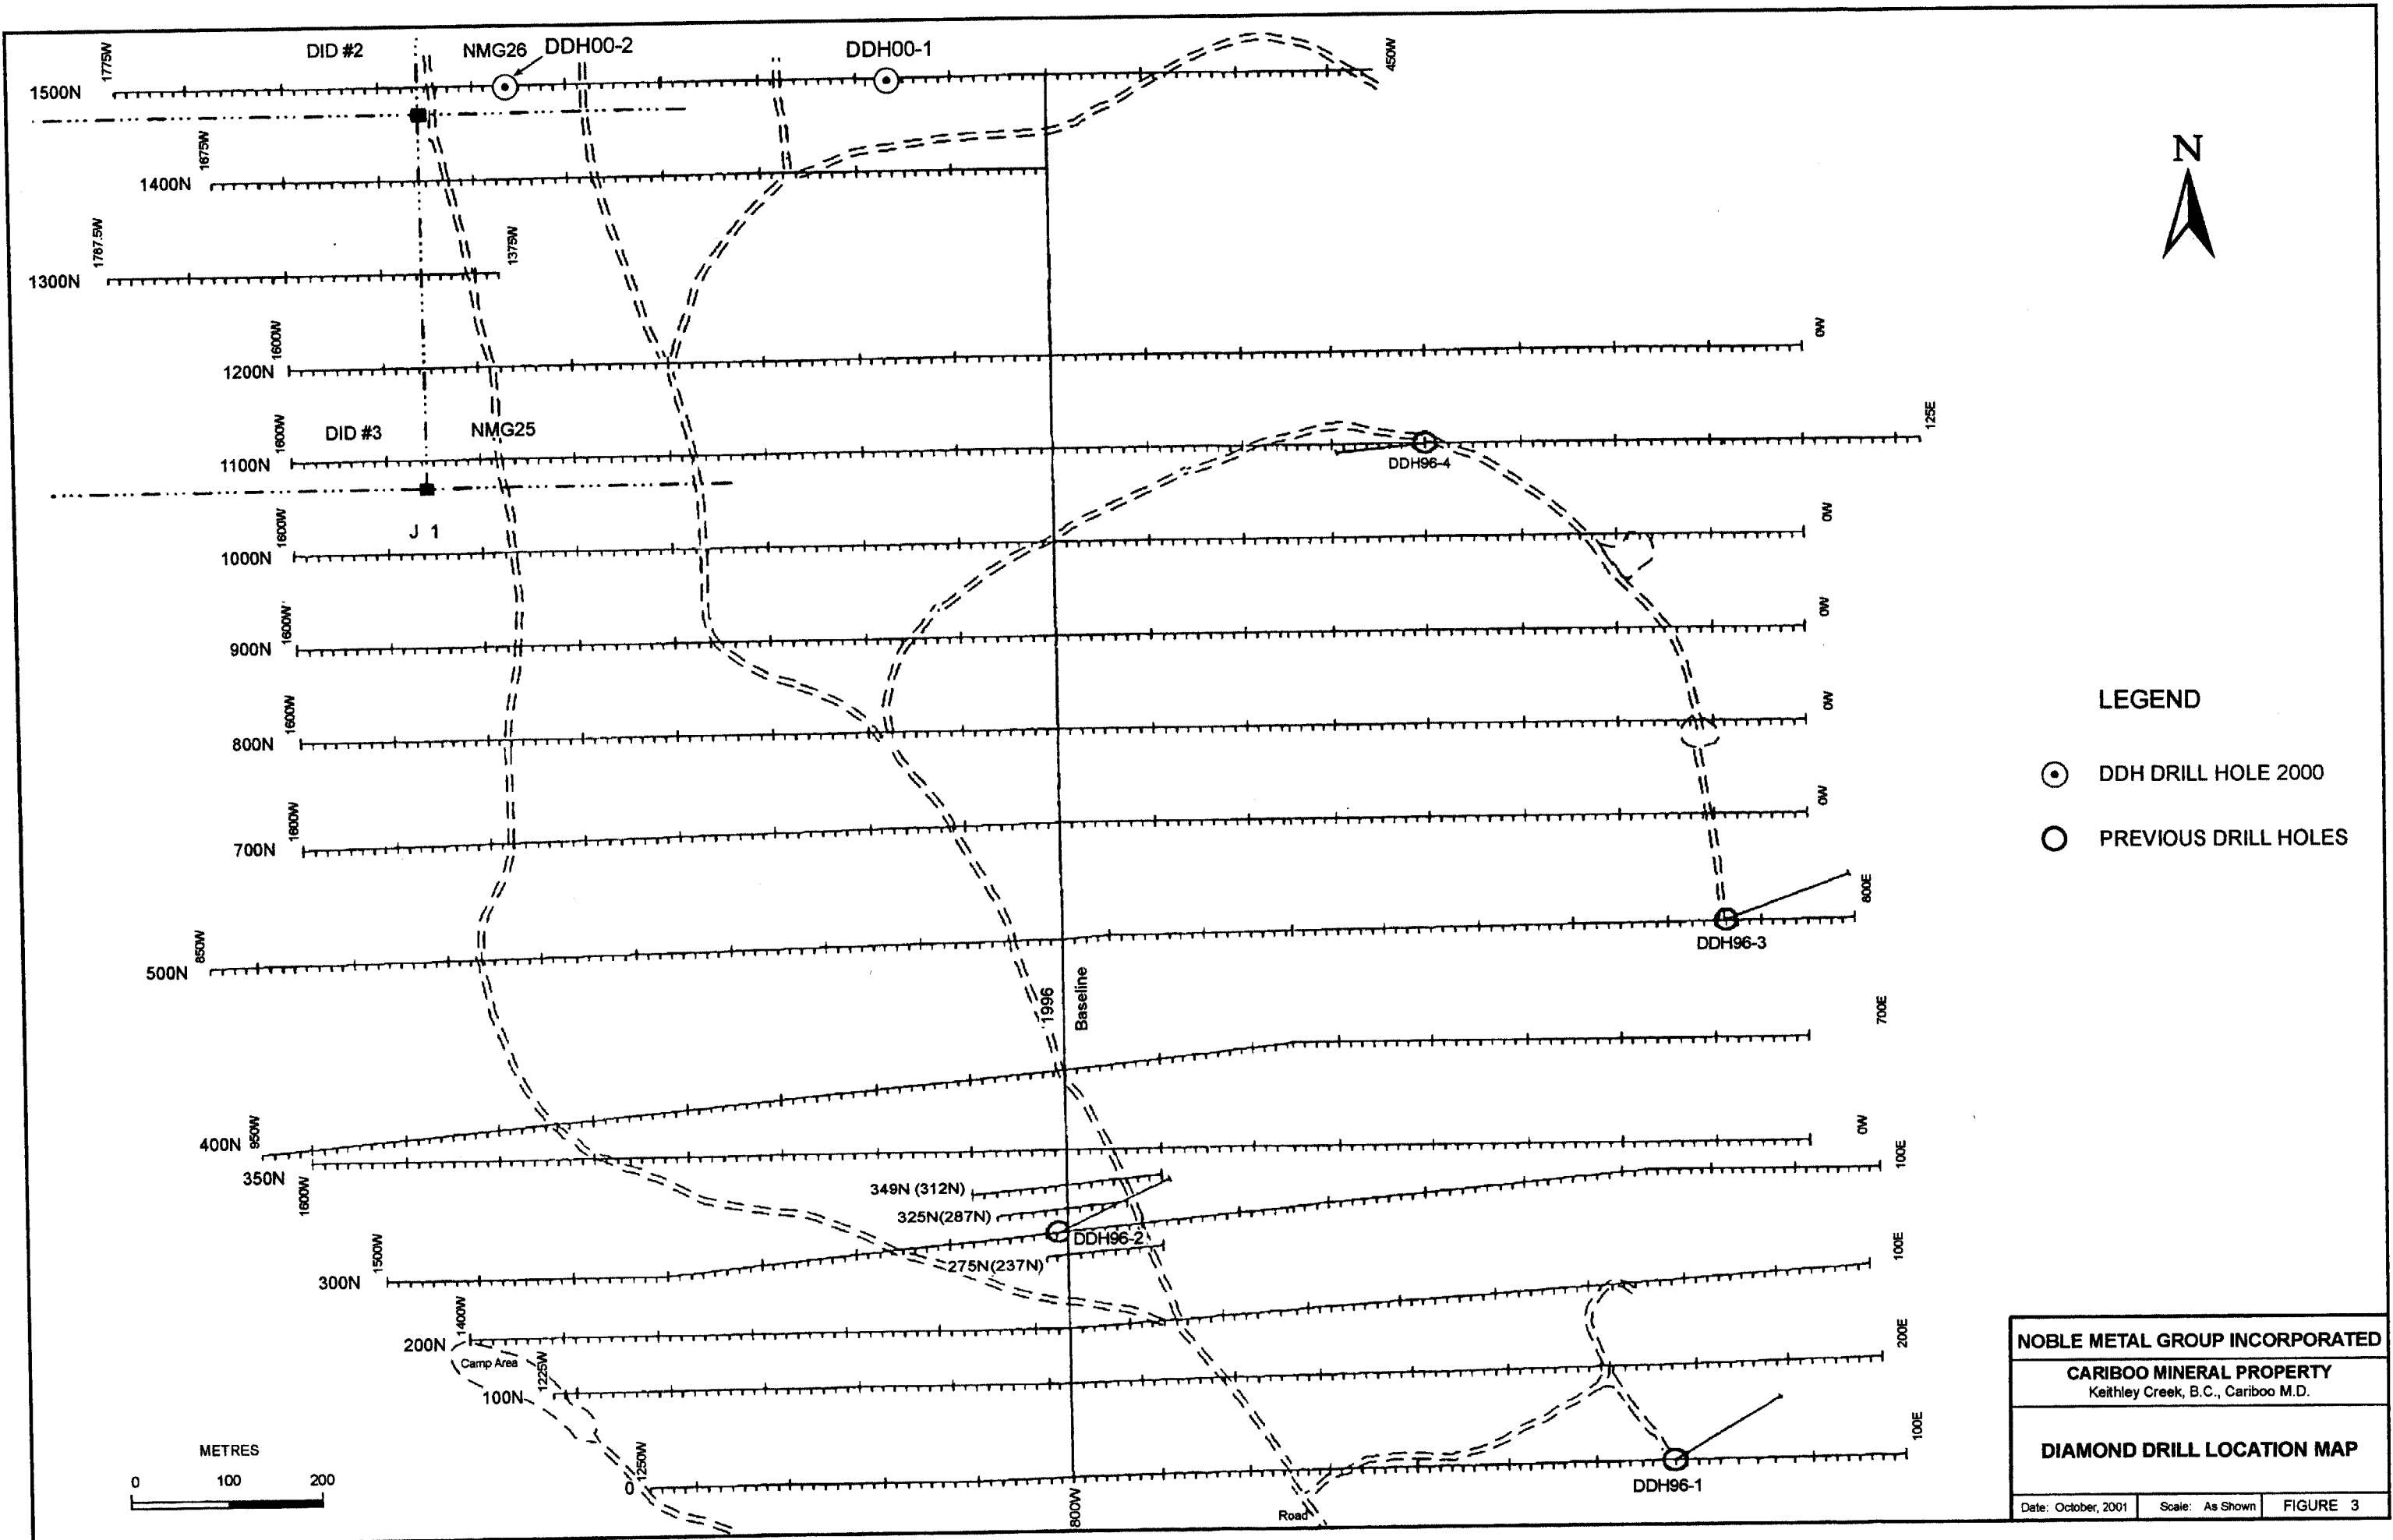 1775W
DID #2
NMG26
DDH00-2
DDH00-1
450W
1500N
1675W
1400N
N
1787.5W
1375W
1300N
1600W
0W
1200N
DID #3
NMG25
1600W
125E
1100N
DDH96-4
J 1
1600W
0W
1000N
1600W
0W
900N
1600W
0W
800N
1600W
0W
700N
LEGEND
DDH DRILL HOLE 2000
PREVIOUS DRILL HOLES
850W
800E
500N
DDH96-3
1996
Baseline
700E
950W
400N
0W
350N
1600W
100E
349N (312N)
325N(287N)
DDH96-2
275N(237N)
1500W
300N
100E
1400W
200N
Camp Area
1225W
200E
100N
1250W
0
100E
DDH96-1
800W
Road
METRES
0 100 200
NOBLE METAL GROUP INCORPORATED
CARIBOO MINERAL PROPERTY
Keithley Creek, B.C., Cariboo M.D.
DIAMOND DRILL LOCATION MAP
Date: October, 2001 Scale: As Shown FIGURE 3